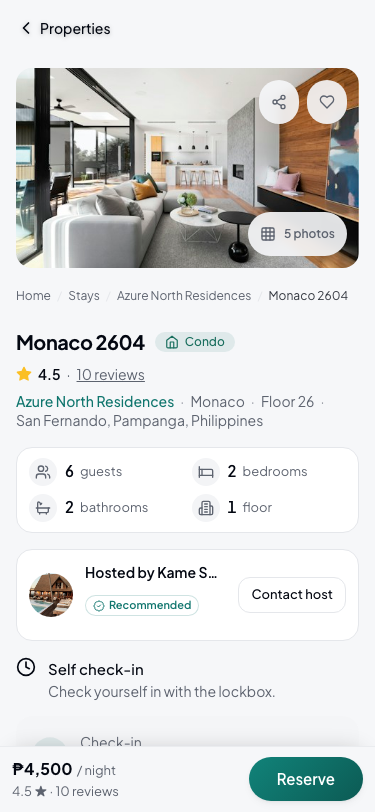 Properties
5 photos
Home / Stays / Azure North Residences / Monaco 2604
Monaco 2604 Condo
4.5 · 10 reviews
Azure North Residences · Monaco · Floor 26 ·
San Fernando, Pampanga, Philippines
6 guests 2 bedrooms
2 bathrooms 1 floor
Hosted by Kame S...
Recommended
Contact host
Self check-in
Check yourself in with the lockbox.
Check-in
₱4,500 / night
4.5 ★ · 10 reviews
Reserve